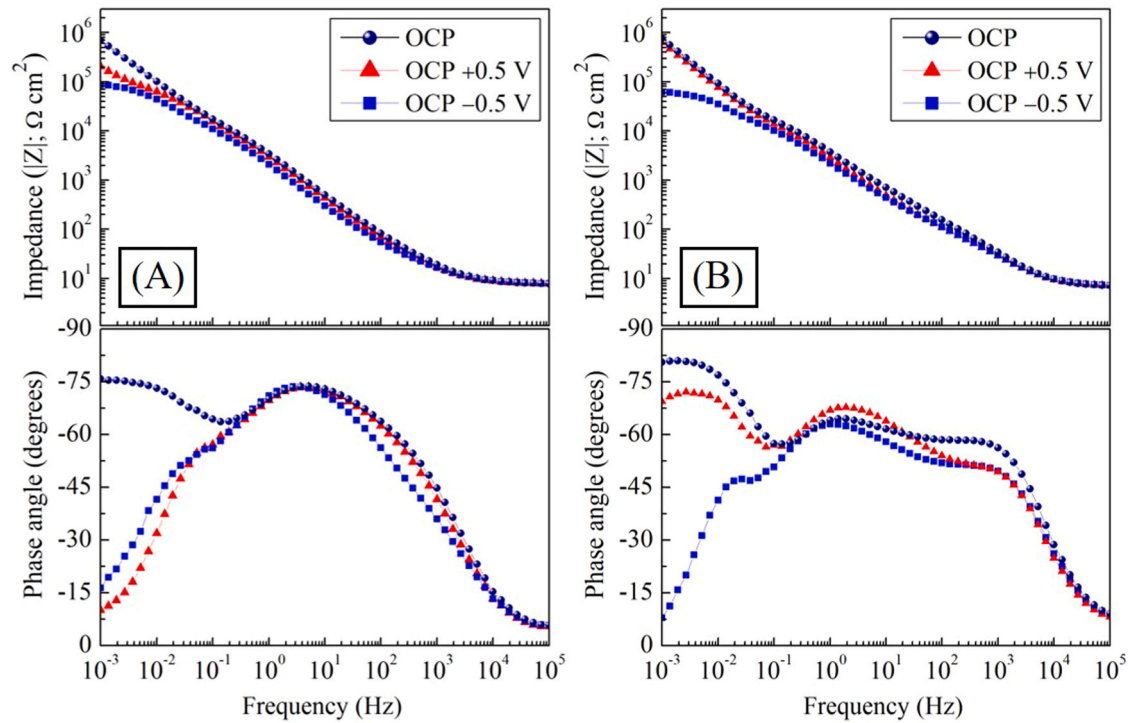 10^6
10^5
10^4
10^3
10^2
10^1
Impedance (|Z|; Ω cm^2)
OCP
OCP +0.5 V
OCP −0.5 V
(A)
-90
-75
-60
-45
-30
-15
0
Phase angle (degrees)
10^-3 10^-2 10^-1 10^0 10^1 10^2 10^3 10^4 10^5
Frequency (Hz)
10^6
10^5
10^4
10^3
10^2
10^1
Impedance (|Z|; Ω cm^2)
OCP
OCP +0.5 V
OCP −0.5 V
(B)
-90
-75
-60
-45
-30
-15
0
Phase angle (degrees)
10^-3 10^-2 10^-1 10^0 10^1 10^2 10^3 10^4 10^5
Frequency (Hz)